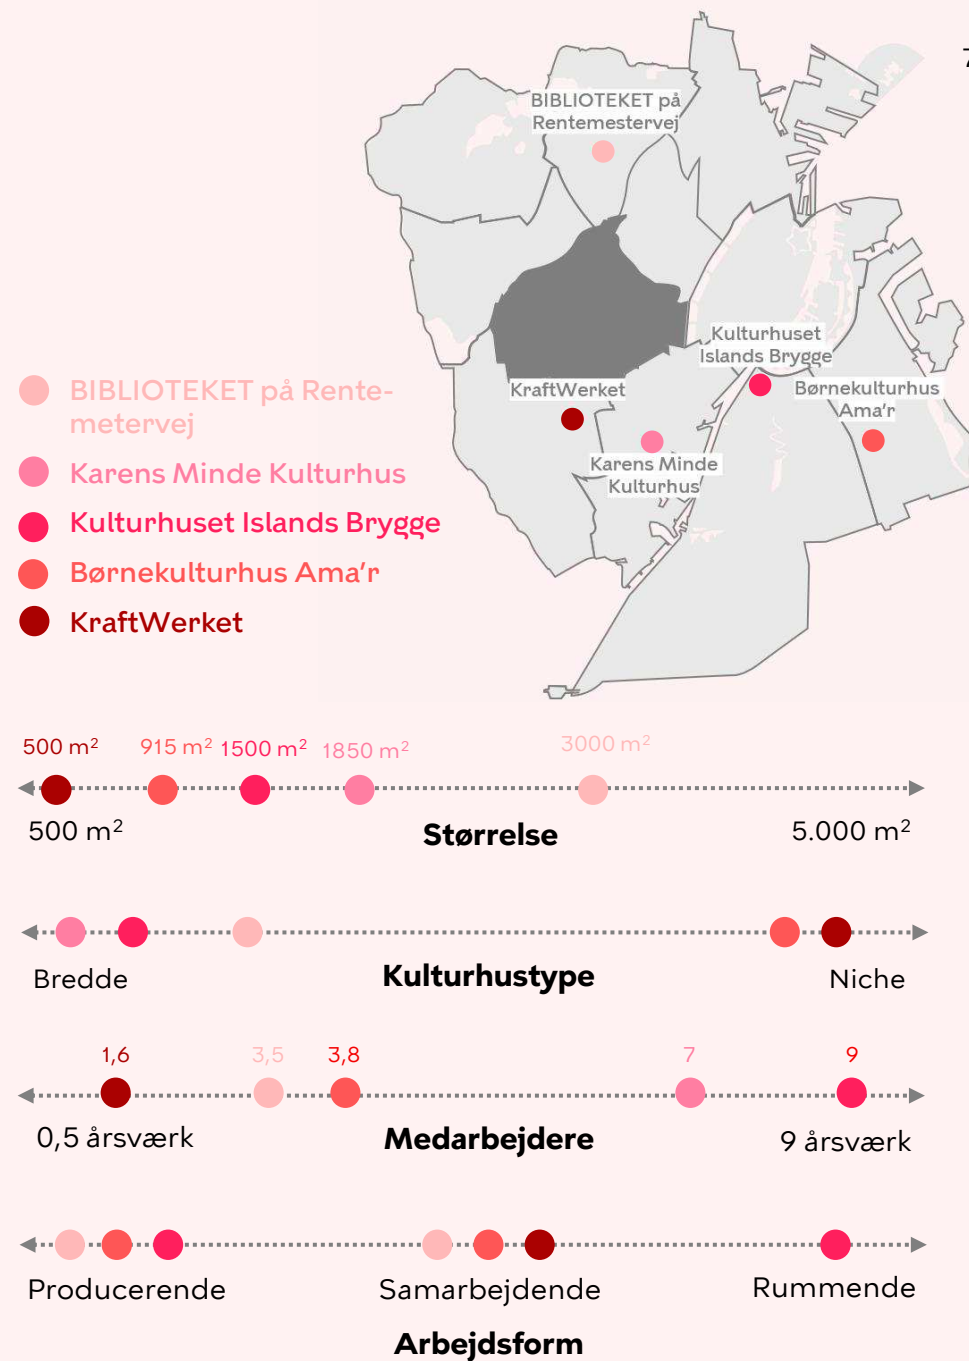 7
BIBLIOTEKET på
Rentemestervej
Kulturhuset
Islands Brygge
KraftWerket
Børnekulturhus
Ama'r
Karens Minde
Kulturhus
BIBLIOTEKET på Rente-
metervej
Karens Minde Kulturhus
Kulturhuset Islands Brygge
Børnekulturhus Ama'r
KraftWerket
500 m² 915 m² 1500 m² 1850 m² 3000 m²
500 m² Størrelse 5.000 m²
Bredde Kulturhustype Niche
1,6 3,5 3,8 7 9
0,5 årsværk Medarbejdere 9 årsværk
Producerende Samarbejdende Rummende
Arbejdsform